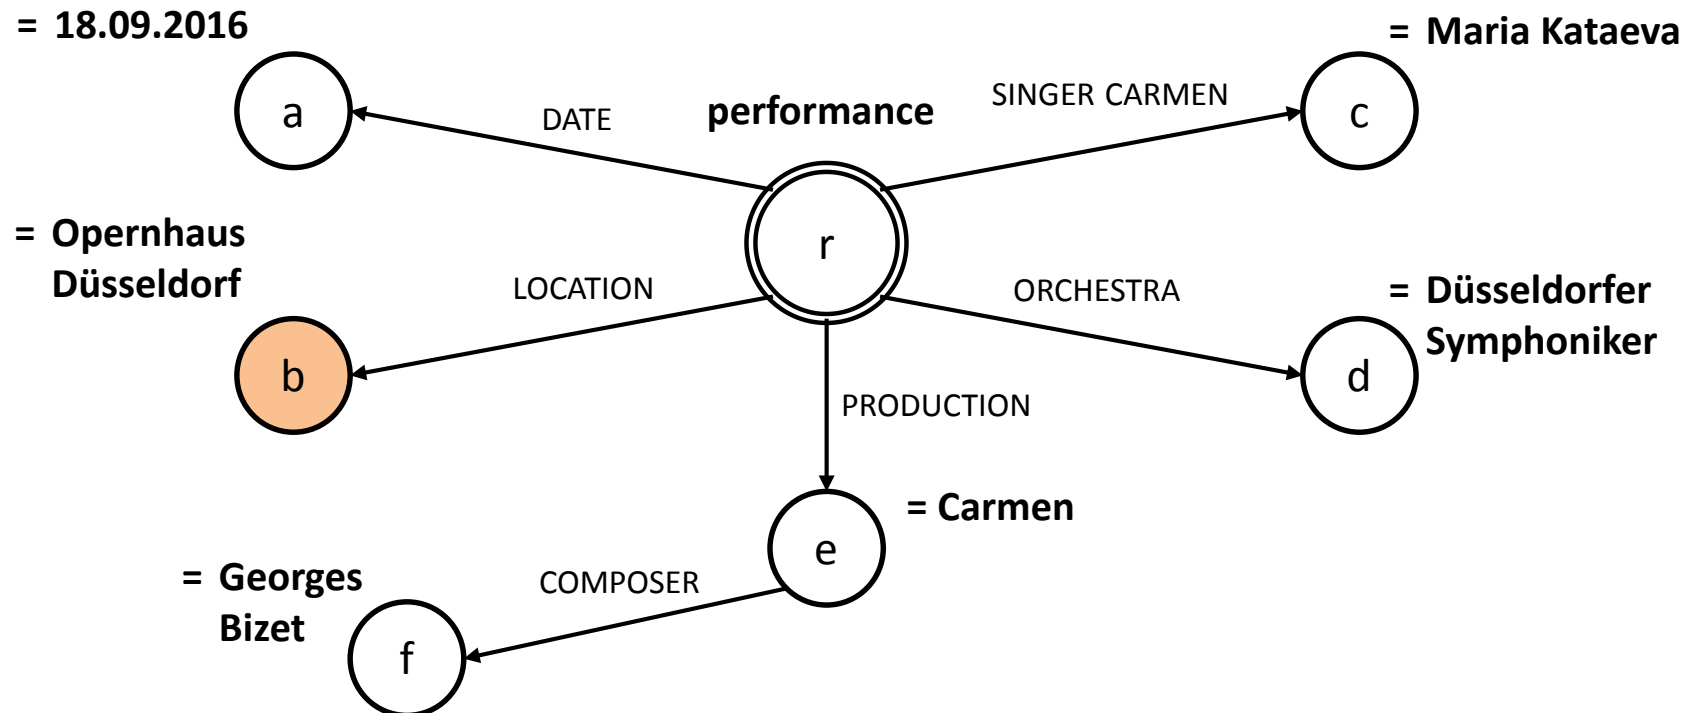 = 18.09.2016
= Maria Kataeva
a
DATE
performance
SINGER CARMEN
c
= Opernhaus
Düsseldorf
r
LOCATION
ORCHESTRA
= Düsseldorfer
Symphoniker
b
d
PRODUCTION
= Carmen
e
= Georges
Bizet
COMPOSER
f